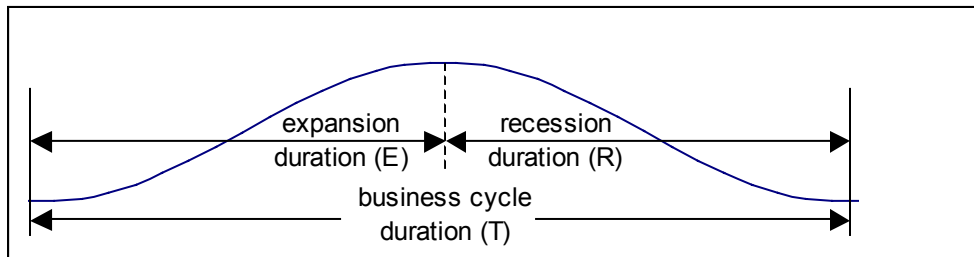 expansion
duration (E)
recession
duration (R)
business cycle
duration (T)